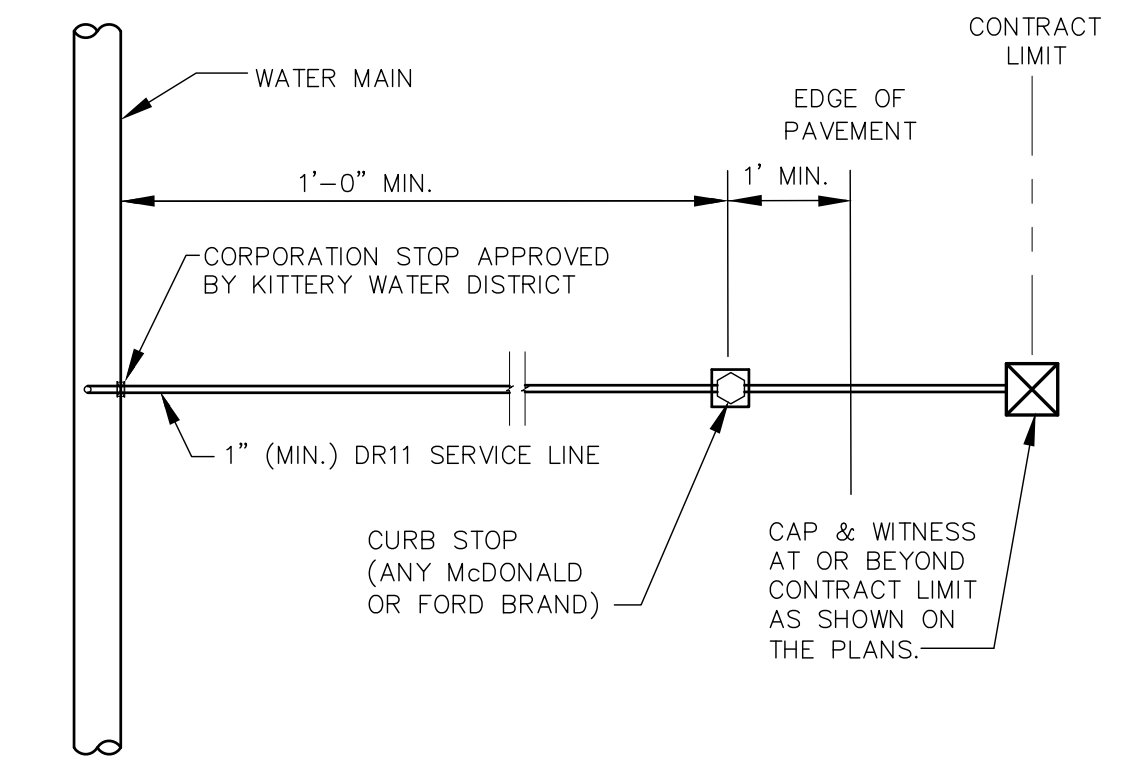 CONTRACT
LIMIT
WATER MAIN
EDGE OF
PAVEMENT
1'-0" MIN.
1' MIN.
CORPORATION STOP APPROVED
BY KITTERY WATER DISTRICT
1" (MIN.) DR11 SERVICE LINE
CURB STOP
(ANY McDONALD
OR FORD BRAND)
CAP & WITNESS
AT OR BEYOND
CONTRACT LIMIT
AS SHOWN ON
THE PLANS.